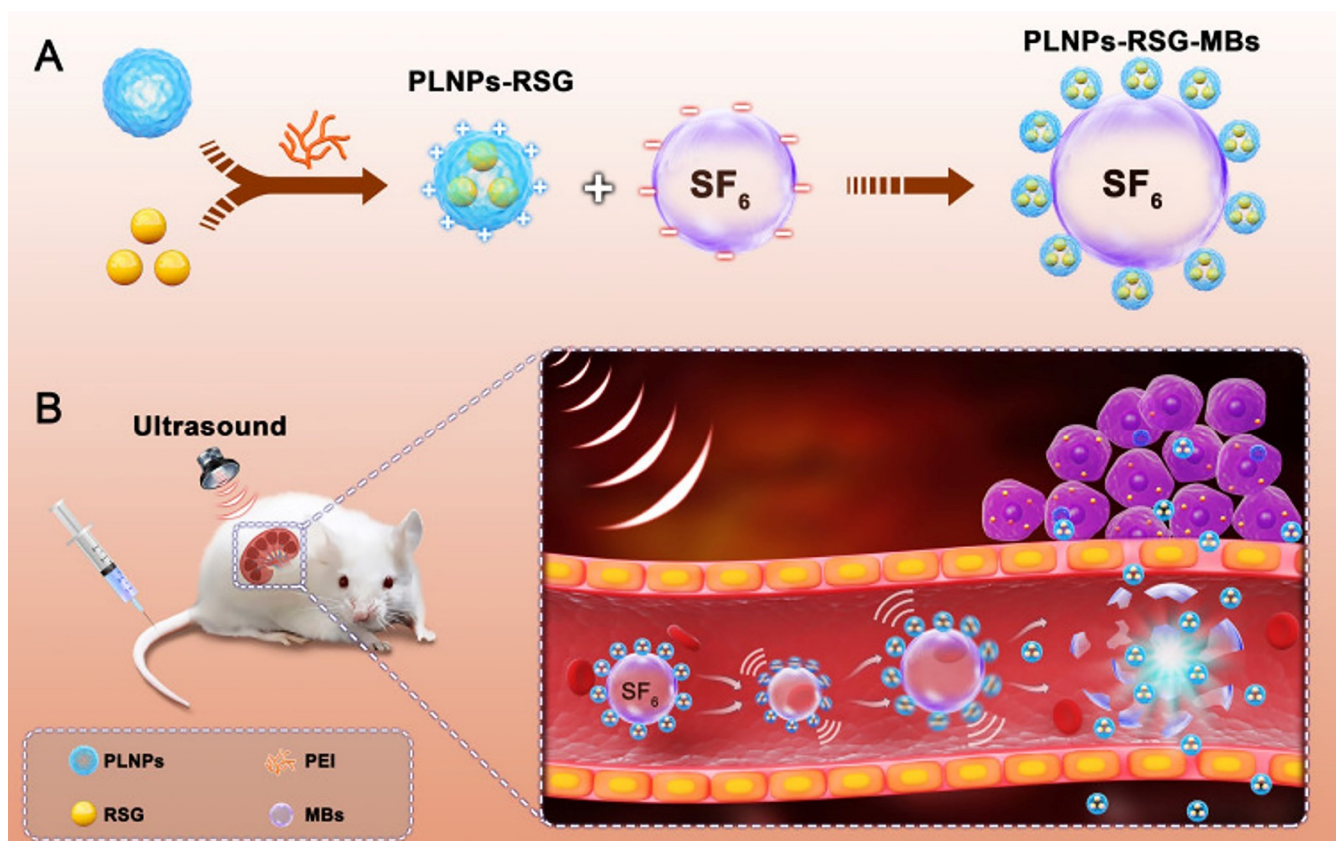 A
PLNPs-RSG
PLNPs-RSG-MBs
+ + + + + + + + +
+
- - - - - - - - -
SF6
SF6
B
Ultrasound
SF6
PLNPs
PEI
RSG
MBs